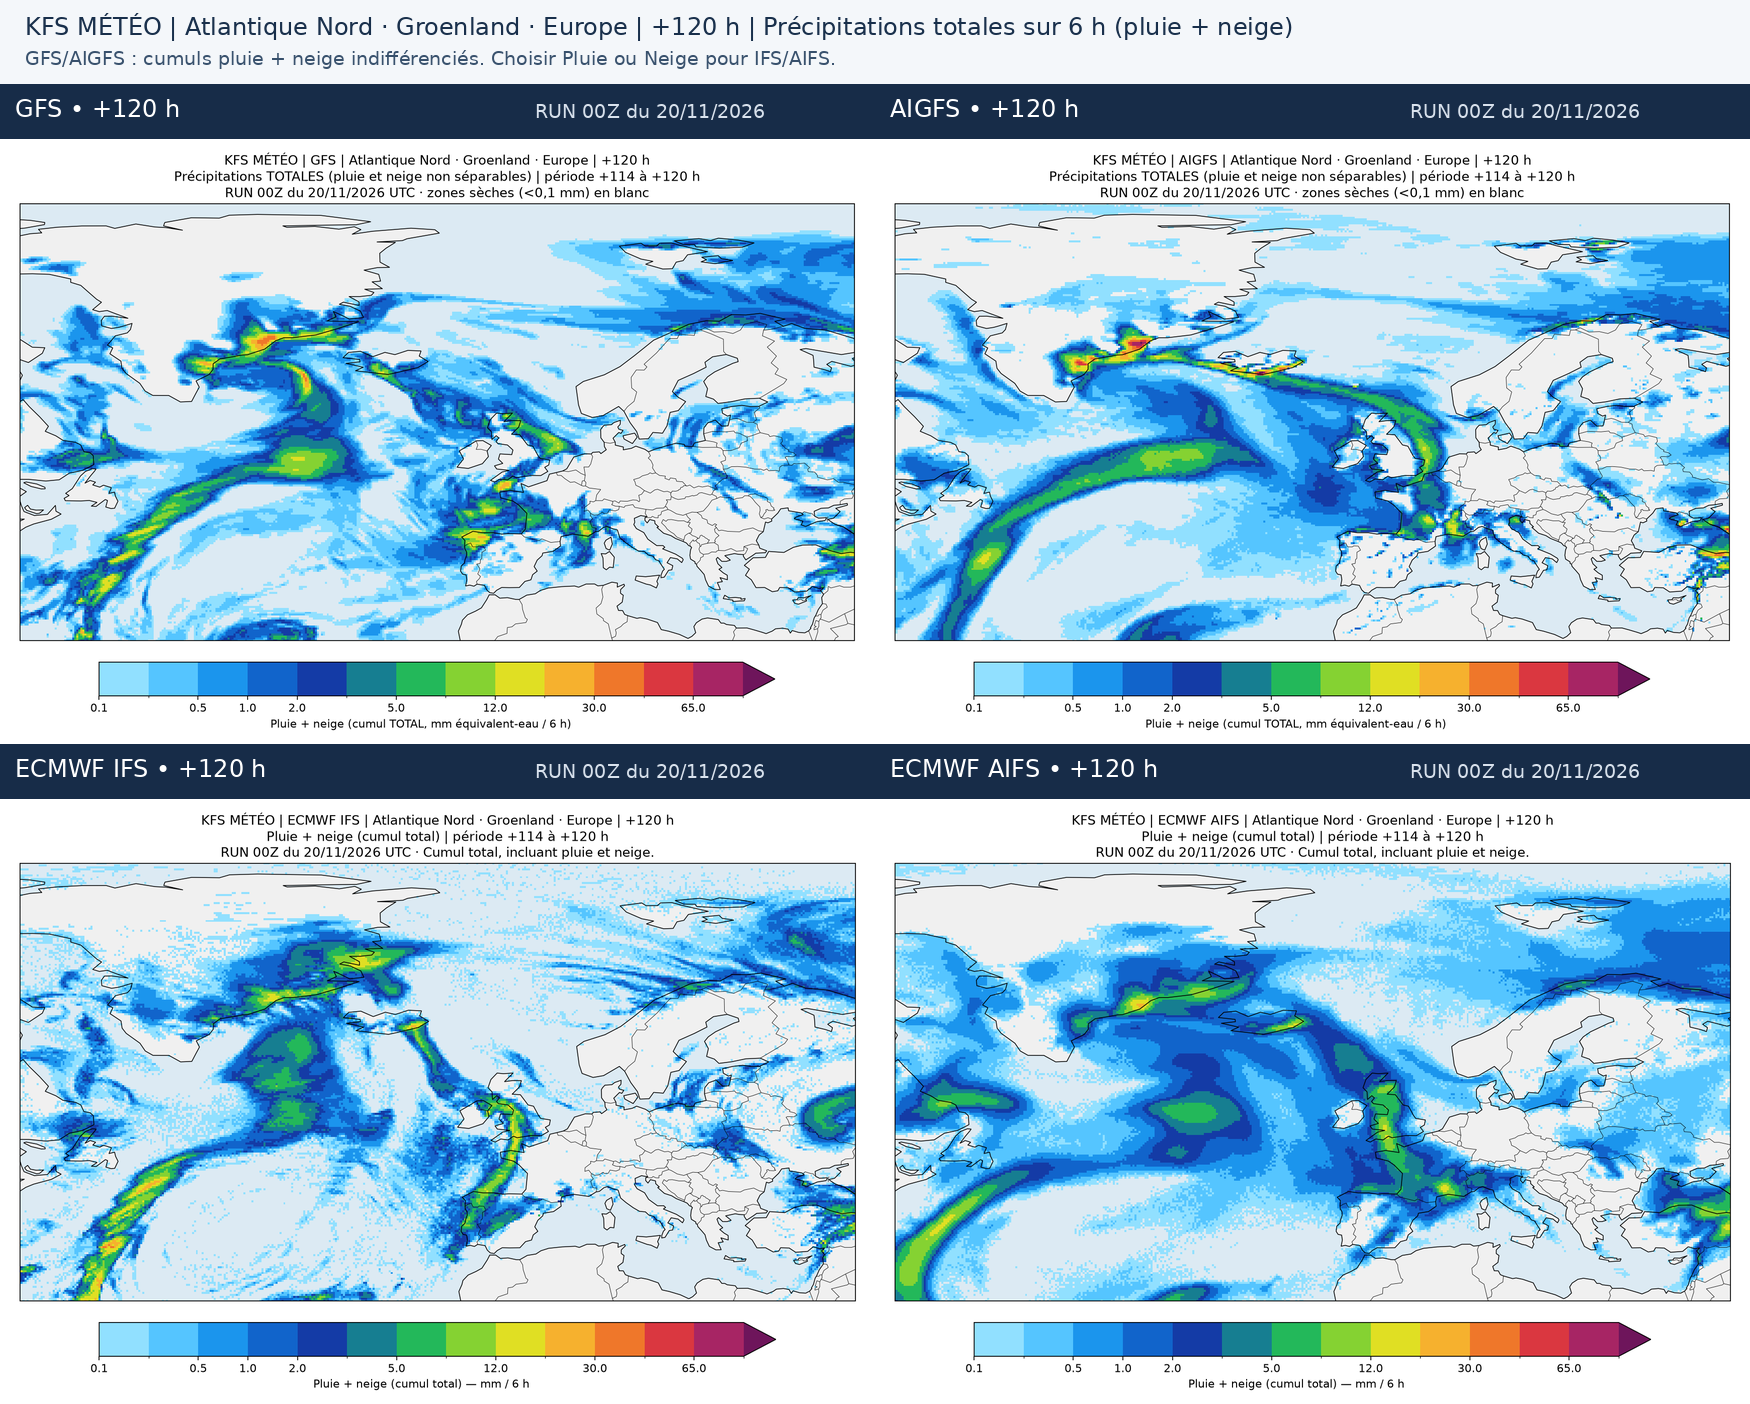 KFS MÉTÉO | Atlantique Nord · Groenland · Europe | +120 h | Précipitations totales sur 6 h (pluie + neige)
GFS/AIGFS : cumuls pluie + neige indifférenciés. Choisir Pluie ou Neige pour IFS/AIFS.
GFS • +120 h RUN 00Z du 20/11/2026
KFS MÉTÉO | GFS | Atlantique Nord · Groenland · Europe | +120 h
Précipitations TOTALES (pluie et neige non séparables) | période +114 à +120 h
RUN 00Z du 20/11/2026 UTC · zones sèches (<0,1 mm) en blanc
0.1 0.5 1.0 2.0 5.0 12.0 30.0 65.0
Pluie + neige (cumul TOTAL, mm équivalent-eau / 6 h)
AIGFS • +120 h RUN 00Z du 20/11/2026
KFS MÉTÉO | AIGFS | Atlantique Nord · Groenland · Europe | +120 h
Précipitations TOTALES (pluie et neige non séparables) | période +114 à +120 h
RUN 00Z du 20/11/2026 UTC · zones sèches (<0,1 mm) en blanc
0.1 0.5 1.0 2.0 5.0 12.0 30.0 65.0
Pluie + neige (cumul TOTAL, mm équivalent-eau / 6 h)
ECMWF IFS • +120 h RUN 00Z du 20/11/2026
KFS MÉTÉO | ECMWF IFS | Atlantique Nord · Groenland · Europe | +120 h
Pluie + neige (cumul total) | période +114 à +120 h
RUN 00Z du 20/11/2026 UTC · Cumul total, incluant pluie et neige.
0.1 0.5 1.0 2.0 5.0 12.0 30.0 65.0
Pluie + neige (cumul total) — mm / 6 h
ECMWF AIFS • +120 h RUN 00Z du 20/11/2026
KFS MÉTÉO | ECMWF AIFS | Atlantique Nord · Groenland · Europe | +120 h
Pluie + neige (cumul total) | période +114 à +120 h
RUN 00Z du 20/11/2026 UTC · Cumul total, incluant pluie et neige.
0.1 0.5 1.0 2.0 5.0 12.0 30.0 65.0
Pluie + neige (cumul total) — mm / 6 h